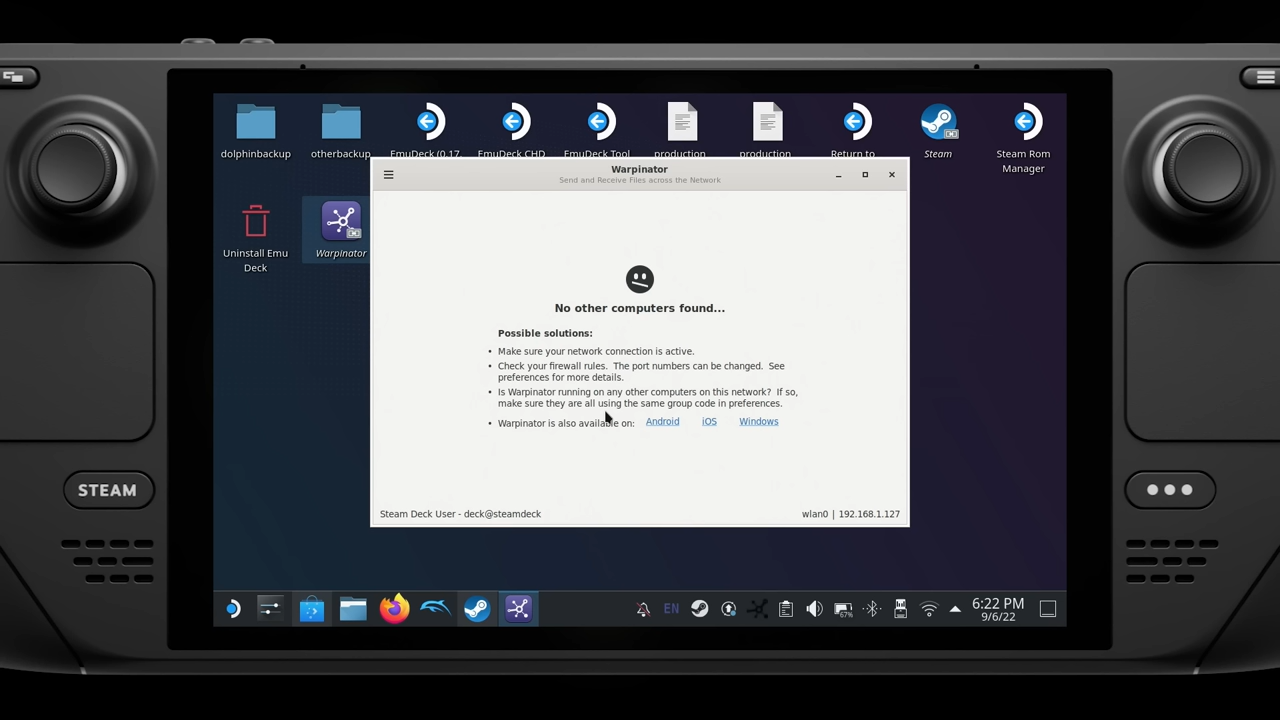 dolphinbackup
otherbackup
EmuDeck (0.17.
EmuDeck CHD
EmuDeck Tool
production
production
Return to
Steam
Steam Rom
Manager
Uninstall Emu
Deck
Warpinator
Warpinator
Send and Receive Files across the Network
No other computers found...
Possible solutions:
• Make sure your network connection is active.
• Check your firewall rules.  The port numbers can be changed.  See
preferences for more details.
• Is Warpinator running on any other computers on this network?  If so,
make sure they are all using the same group code in preferences.
• Warpinator is also available on: Android iOS Windows
Steam Deck User - deck@steamdeck
wlan0 | 192.168.1.127
STEAM
EN
67%
6:22 PM
9/6/22